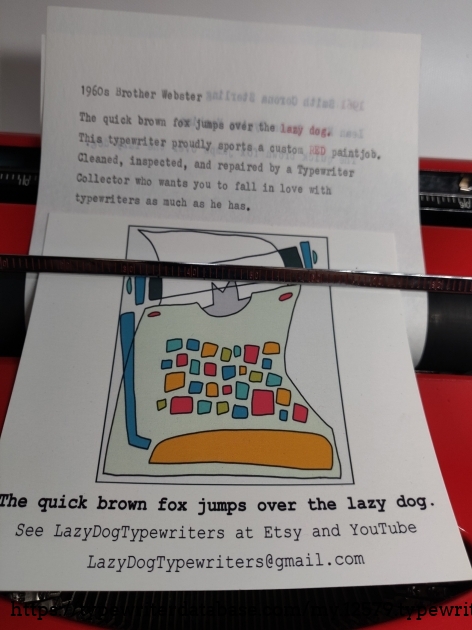 1960s Brother Webster
The quick brown fox jumps over the lazy dog.
This typewriter proudly sports a custom RED paintjob.
Cleaned, inspected, and repaired by a Typewriter
Collector who wants you to fall in love with
typewriters as much as he has.
The quick brown fox jumps over the lazy dog.
See LazyDogTypewriters at Etsy and YouTube
LazyDogTypewriters@gmail.com